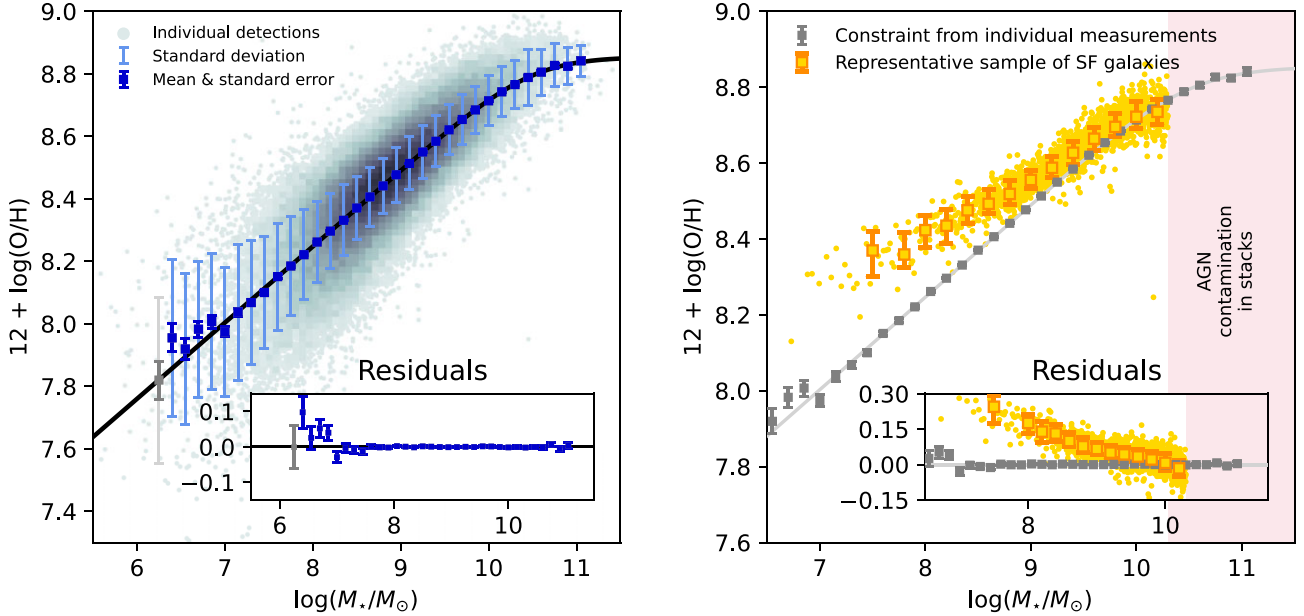 12 + log(O/H)
9.0
8.8
8.6
8.4
8.2
8.0
7.8
7.6
7.4
Individual detections
Standard deviation
Mean & standard error
Residuals
0.1
0.0
−0.1
6 8 10
6 7 8 9 10 11
log(M⋆/M⊙)
12 + log(O/H)
9.0
8.8
8.6
8.4
8.2
8.0
7.8
7.6
Constraint from individual measurements
Representative sample of SF galaxies
AGN
contamination
in stacks
Residuals
0.30
0.15
0.00
−0.15
8 10
7 8 9 10 11
log(M⋆/M⊙)